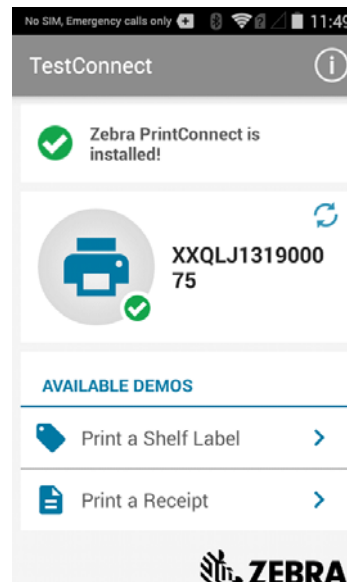 No SIM, Emergency calls only 11:49
TestConnect
Zebra PrintConnect is
installed!
XXQLJ1319000
75
AVAILABLE DEMOS
Print a Shelf Label
Print a Receipt
ZEBRA